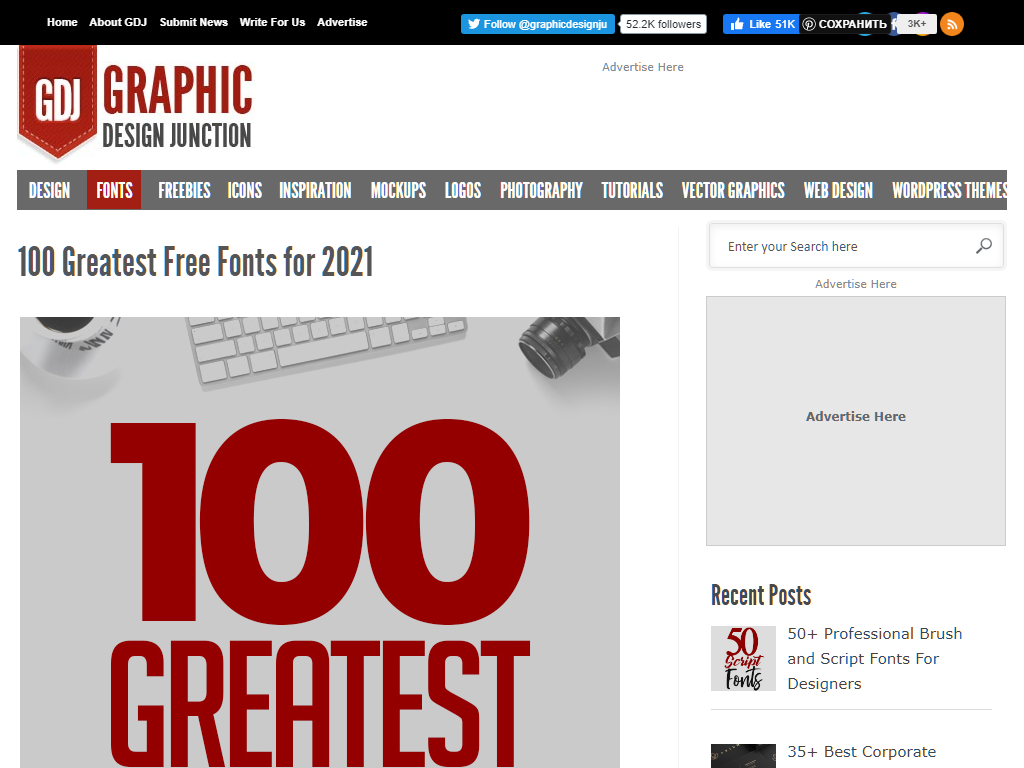 Home About GDJ Submit News Write For Us Advertise
Follow @graphicdesignju 52.2K followers Like 51K СОХРАНИТЬ 3K+
GDJ GRAPHIC
DESIGN JUNCTION
Advertise Here
DESIGN FONTS FREEBIES ICONS INSPIRATION MOCKUPS LOGOS PHOTOGRAPHY TUTORIALS VECTOR GRAPHICS WEB DESIGN WORDPRESS THEMES
100 Greatest Free Fonts for 2021
100
GREATEST
Enter your Search here
Advertise Here
Advertise Here
Recent Posts
50
Script
Fonts
50+ Professional Brush
and Script Fonts For
Designers
35+ Best Corporate